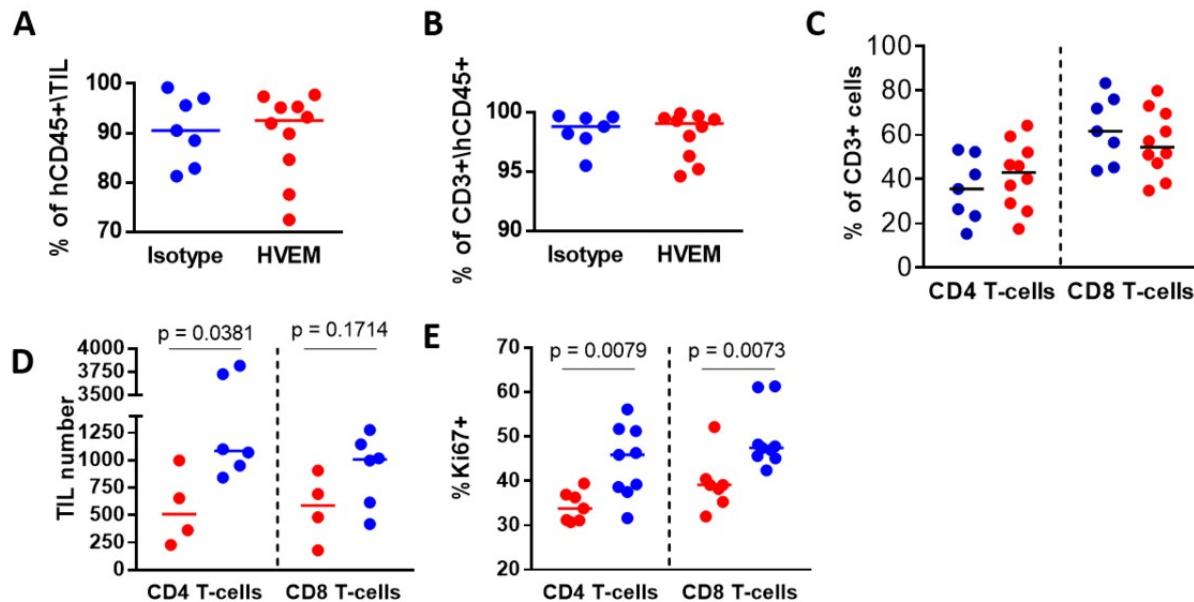 A
% of hCD45+\TIL
100
90
80
70
Isotype
HVEM
B
% of CD3+\hCD45+
100
95
90
Isotype
HVEM
C
% of CD3+ cells
100
80
60
40
20
0
CD4 T-cells
CD8 T-cells
D
p = 0.0381
p = 0.1714
TIL number
4000
3750
3500
1250
1000
750
500
250
0
CD4 T-cells
CD8 T-cells
E
p = 0.0079
p = 0.0073
%Ki67+
70
60
50
40
30
20
CD4 T-cells
CD8 T-cells